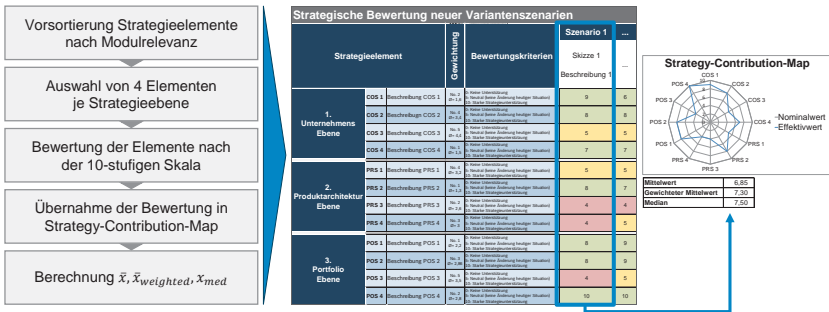 Vorsortierung Strategieelemente
nach Modulrelevanz
Auswahl von 4 Elementen
je Strategieebene
Bewertung der Elemente nach
der 10-stufigen Skala
Übernahme der Bewertung in
Strategy-Contribution-Map
Berechnung x̄, x̄weighted, xmed
Strategische Bewertung neuer Variantenszenarien
Strategieelement
Gewichtung
Bewertungskriterien
Szenario 1
...
Skizze 1
Beschreibung 1
...
1.
Unternehmens
Ebene
COS 1 Beschreibung COS 1 9 6
COS 2 Beschreibung COS 2 8 8
COS 3 Beschreibung COS 3 5 5
COS 4 Beschreibung COS 4 7 7
2.
Produktarchitektur
Ebene
PRS 1 Beschreibung PRS 1 5 5
PRS 2 Beschreibung PRS 2 8 7
PRS 3 Beschreibung PRS 3 4 4
PRS 4 Beschreibung PRS 4 4 5
3.
Portfolio
Ebene
POS 1 Beschreibung POS 1 8 9
POS 2 Beschreibung POS 2 9
POS 3 Beschreibung POS 3 4 5
POS 4 Beschreibung POS 4 10 10
Strategy-Contribution-Map
COS 1
COS 2
COS 3
COS 4
PRS 1
PRS 2
PRS 3
PRS 4
POS 1
POS 2
POS 3
POS 4
Nominalwert
Effektivwert
Mittelwert 6,85
Gewichteter Mittelwert 7,30
Median 7,50